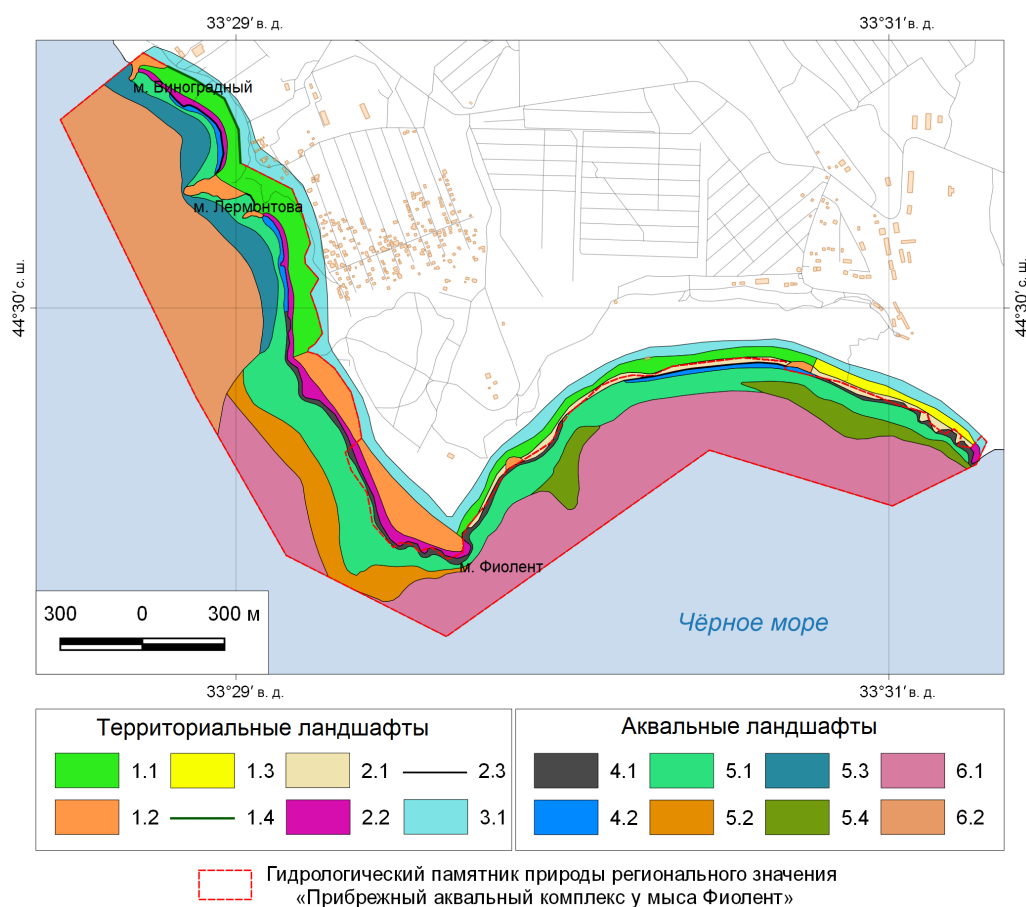 33°29′ в. д.
33°31′ в. д.
м. Виноградный
м. Лермонтова
44°30′ с. ш.
44°30′ с. ш.
м. Фиолент
300 0 300 м
Чёрное море
33°29′ в. д.
33°31′ в. д.
Территориальные ландшафты
1.1 1.3 2.1 2.3
1.2 1.4 2.2 3.1
Аквальные ландшафты
4.1 5.1 5.3 6.1
4.2 5.2 5.4 6.2
Гидрологический памятник природы регионального значения
«Прибрежный аквальный комплекс у мыса Фиолент»